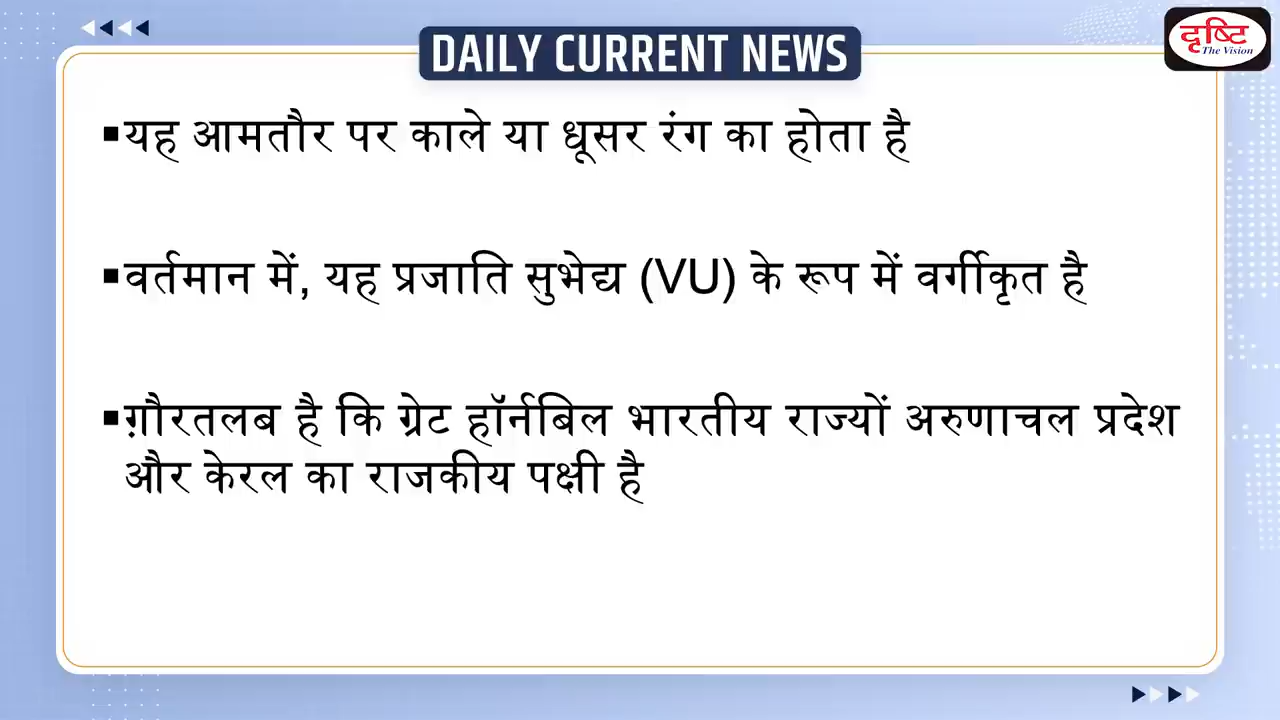 DAILY CURRENT NEWS
दृष्टि
The Vision
▪यह आमतौर पर काले या धूसर रंग का होता है
▪वर्तमान में, यह प्रजाति सुभेद्य (VU) के रूप में वर्गीकृत है
▪ग़ौरतलब है कि ग्रेट हॉर्नबिल भारतीय राज्यों अरुणाचल प्रदेश
और केरल का राजकीय पक्षी है